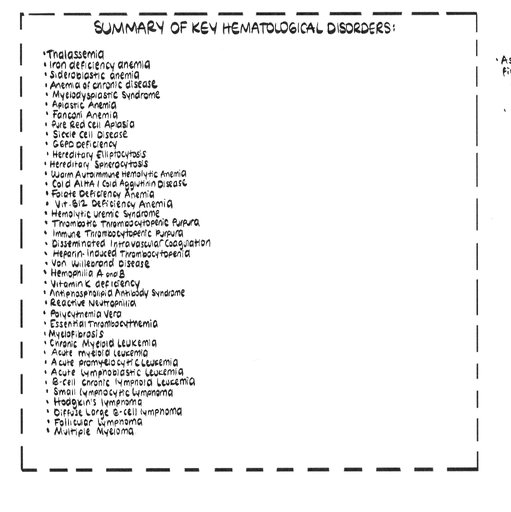 SUMMARY OF KEY HEMATOLOGICAL DISORDERS:
• Thalassemia
• Iron deficiency anemia
• Sideroblastic anemia
• Anemia of chronic disease
• Myelodysplastic Syndrome
• Aplastic Anemia
• Fanconi Anemia
• Pure Red Cell Aplasia
• Sickle Cell Disease
• G6PD Deficiency
• Hereditary Elliptocytosis
• Hereditary Spherocytosis
• Warm Autoimmune Hemolytic Anemia
• Cold AIHA / Cold Agglutinin Disease
• Folate Deficiency Anemia
• Vit-B12 Deficiency Anemia
• Hemolytic Uremic Syndrome
• Thrombotic Thrombocytopenic Purpura
• Immune Thrombocytopenic Purpura
• Disseminated Intravascular Coagulation
• Heparin-Induced Thrombocytopenia
• Von Willebrand Disease
• Hemophilia A and B
• Vitamin K deficiency
• Antiphospholipid Antibody Syndrome
• Reactive Neutrophilia
• Polycythemia Vera
• Essential Thrombocythemia
• Myelofibrosis
• Chronic Myeloid Leukemia
• Acute myeloid Leukemia
• Acute promyelocytic Leukemia
• Acute Lymphoblastic Leukemia
• B-cell Chronic lymphoid Leukemia
• Small lymphocytic lymphoma
• Hodgkin's lymphoma
• Diffuse Large B-cell lymphoma
• Follicular Lymphoma
• Multiple Myeloma